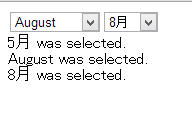 August 8月
5月 was selected.
August was selected.
8月 was selected.